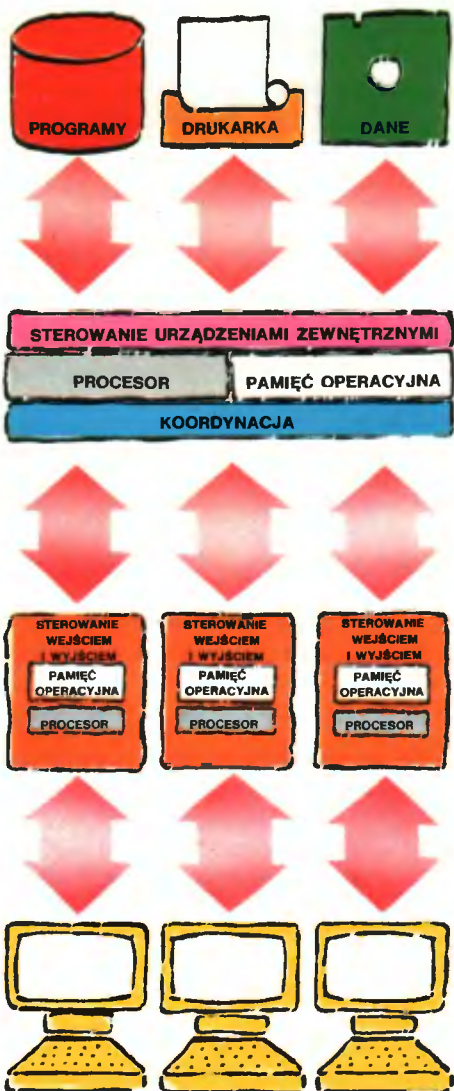 PROGRAMY
DRUKARKA
DANE
STEROWANIE URZĄDZENIAMI ZEWNĘTRZNYMI
PROCESOR
PAMIĘĆ OPERACYJNA
KOORDYNACJA
STEROWANIE
WEJŚCIEM
I WYJŚCIEM
PAMIĘĆ
OPERACYJNA
PROCESOR
STEROWANIE
WEJŚCIEM
I WYJŚCIEM
PAMIĘĆ
OPERACYJNA
PROCESOR
STEROWANIE
WEJŚCIEM
I WYJŚCIEM
PAMIĘĆ
OPERACYJNA
PROCESOR